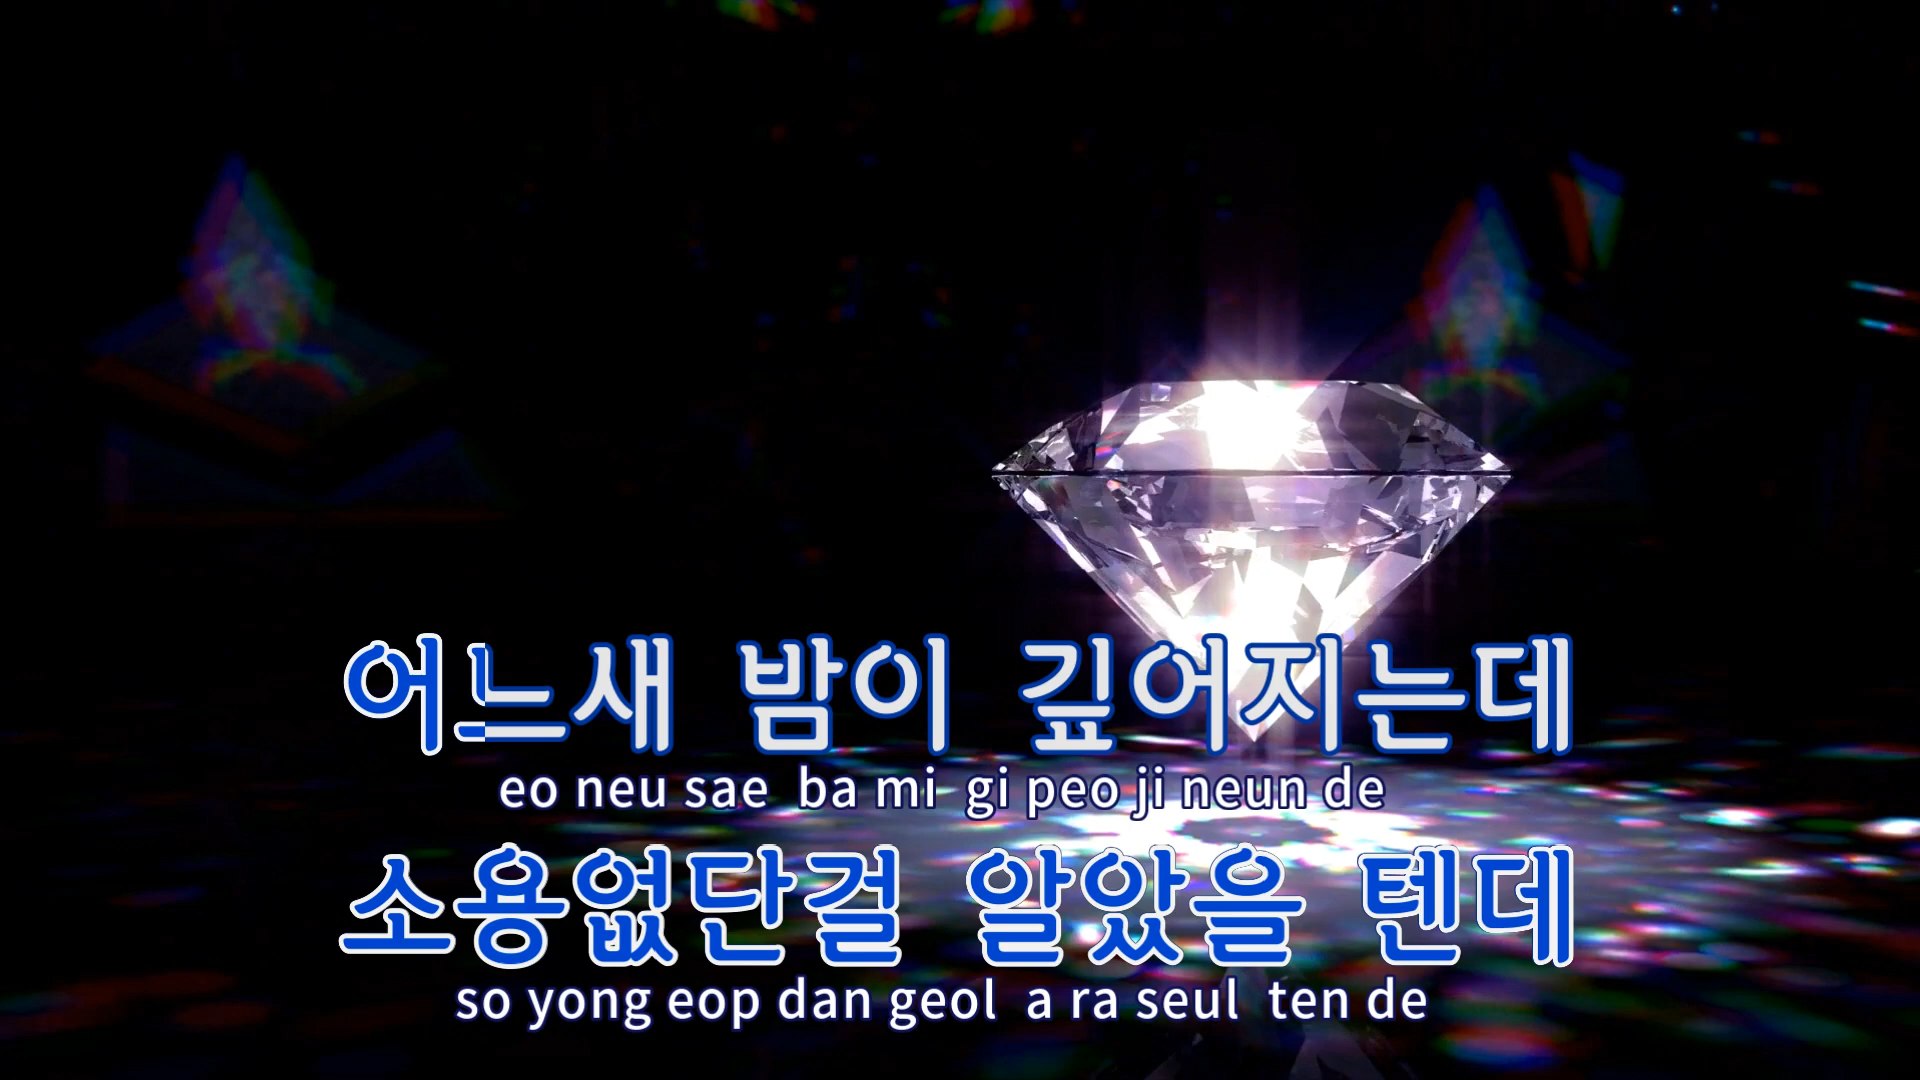 어느새 밤이 깊어지는데
eo neu sae ba mi gi peo ji neun de
소용없단걸 알았을 텐데
so yong eop dan geol a ra seul ten de